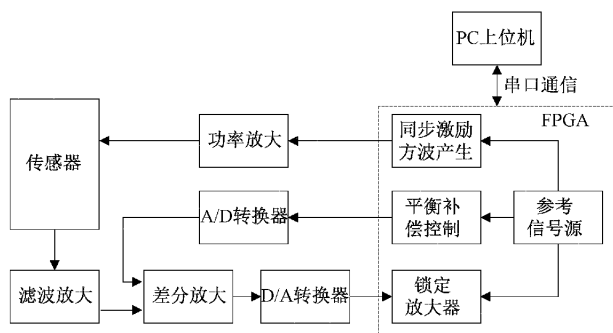 PC上位机
串口通信
FPGA
传感器
功率放大
同步激励
方波产生
A/D转换器
平衡补
偿控制
参考
信号源
滤波放大
差分放大
D/A转换器
锁定
放大器